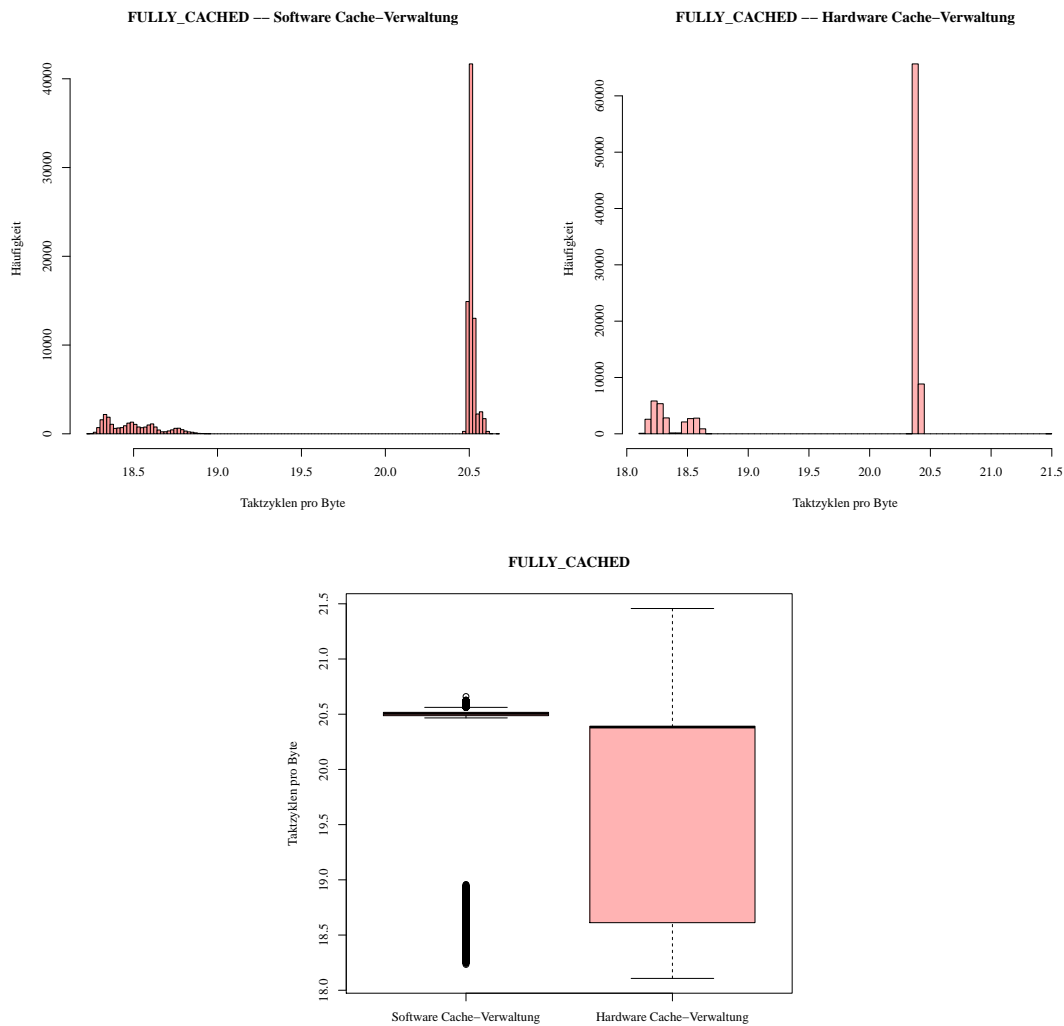 FULLY_CACHED −− Software Cache−Verwaltung
Häufigkeit
40000
30000
20000
10000
0
18.5 19.0 19.5 20.0 20.5
Taktzyklen pro Byte
FULLY_CACHED −− Hardware Cache−Verwaltung
Häufigkeit
60000
50000
40000
30000
20000
10000
0
18.0 18.5 19.0 19.5 20.0 20.5 21.0 21.5
Taktzyklen pro Byte
FULLY_CACHED
Taktzyklen pro Byte
21.5
21.0
20.5
20.0
19.5
19.0
18.5
18.0
Software Cache−Verwaltung Hardware Cache−Verwaltung